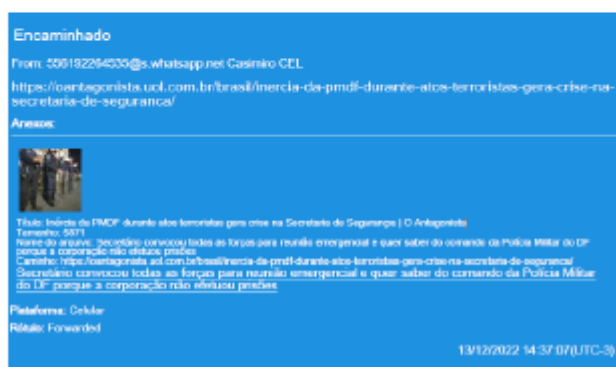 Encaminhado
From: 556192264535@s.whatsapp.net Casimiro CEL
https://oantagonista.uol.com.br/brasil/inercia-da-pmdf-durante-atos-terroristas-gera-crise-na-
secretaria-de-seguranca/
Anexos:
Título: Inércia da PMDF durante atos terroristas gera crise na Secretaria de Segurança | O Antagonista
Tamanho: 5571
Nome do arquivo: Secretário convocou todas as forças para reunião emergencial e quer saber do comando da Polícia Militar do DF
porque a corporação não efetuou prisões
Caminho: https://oantagonista.uol.com.br/brasil/inercia-da-pmdf-durante-atos-terroristas-gera-crise-na-secretaria-de-seguranca/
Secretário convocou todas as forças para reunião emergencial e quer saber do comando da Polícia Militar
do DF porque a corporação não efetuou prisões
Plataforma: Celular
Rótulo: Forwarded
13/12/2022 14:37:07(UTC-3)